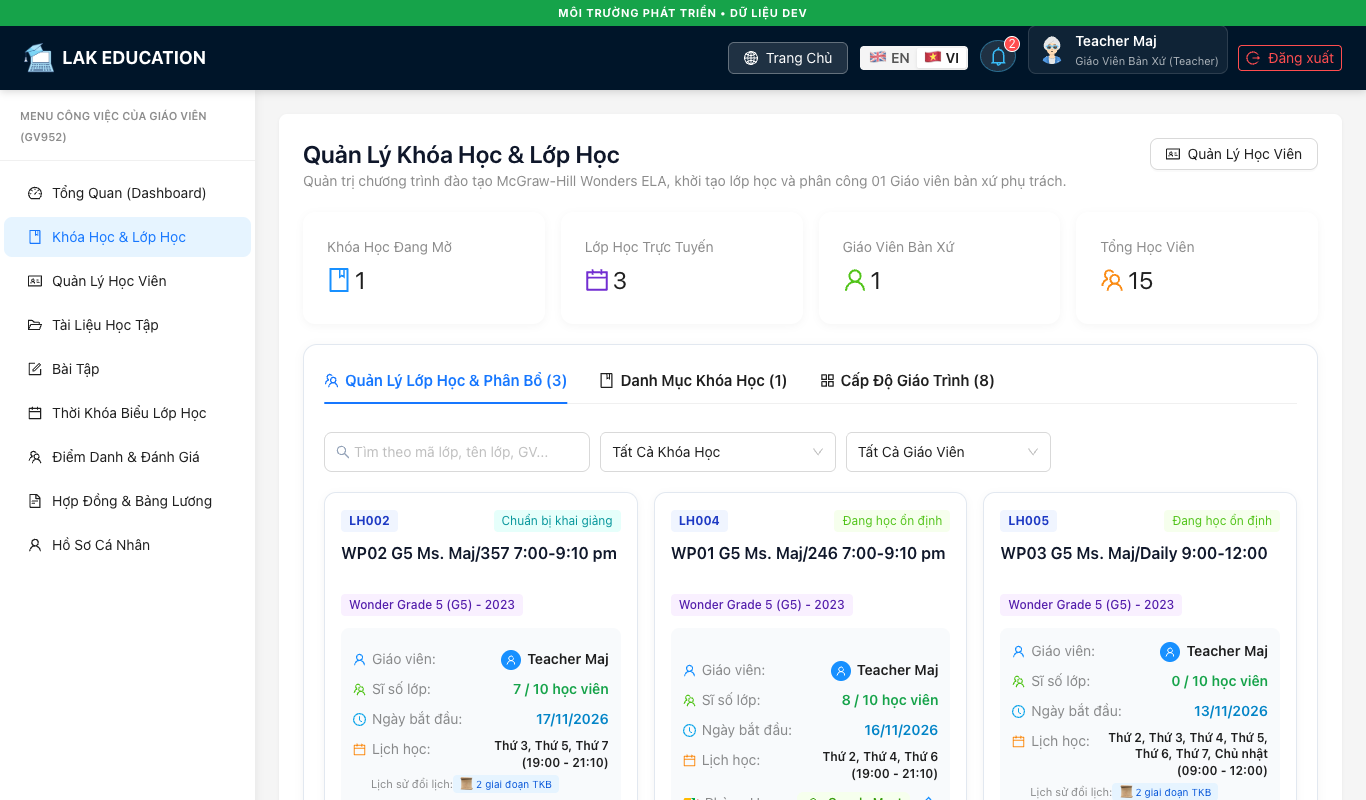 MÔI TRƯỜNG PHÁT TRIỂN • DỮ LIỆU DEV
LAK EDUCATION
Trang Chủ
EN
VI
2
Teacher Maj
Giáo Viên Bản Xứ (Teacher)
Đăng xuất
MENU CÔNG VIỆC CỦA GIÁO VIÊN
(GV952)
Tổng Quan (Dashboard)
Khóa Học & Lớp Học
Quản Lý Học Viên
Tài Liệu Học Tập
Bài Tập
Thời Khóa Biểu Lớp Học
Điểm Danh & Đánh Giá
Hợp Đồng & Bảng Lương
Hồ Sơ Cá Nhân
Quản Lý Khóa Học & Lớp Học
Quản trị chương trình đào tạo McGraw-Hill Wonders ELA, khởi tạo lớp học và phân công 01 Giáo viên bản xứ phụ trách.
Quản Lý Học Viên
Khóa Học Đang Mở
1
Lớp Học Trực Tuyến
3
Giáo Viên Bản Xứ
1
Tổng Học Viên
15
Quản Lý Lớp Học & Phân Bổ (3)
Danh Mục Khóa Học (1)
Cấp Độ Giáo Trình (8)
Tìm theo mã lớp, tên lớp, GV...
Tất Cả Khóa Học
Tất Cả Giáo Viên
LH002
Chuẩn bị khai giảng
WP02 G5 Ms. Maj/357 7:00-9:10 pm
Wonder Grade 5 (G5) - 2023
Giáo viên:
Teacher Maj
Sĩ số lớp:
7 / 10 học viên
Ngày bắt đầu:
17/11/2026
Lịch học:
Thứ 3, Thứ 5, Thứ 7
(19:00 - 21:10)
Lịch sử đổi lịch:
2 giai đoạn TKB
LH004
Đang học ổn định
WP01 G5 Ms. Maj/246 7:00-9:10 pm
Wonder Grade 5 (G5) - 2023
Giáo viên:
Teacher Maj
Sĩ số lớp:
8 / 10 học viên
Ngày bắt đầu:
16/11/2026
Lịch học:
Thứ 2, Thứ 4, Thứ 6
(19:00 - 21:10)
LH005
Đang học ổn định
WP03 G5 Ms. Maj/Daily 9:00-12:00
Wonder Grade 5 (G5) - 2023
Giáo viên:
Teacher Maj
Sĩ số lớp:
0 / 10 học viên
Ngày bắt đầu:
13/11/2026
Lịch học:
Thứ 2, Thứ 3, Thứ 4, Thứ 5,
Thứ 6, Thứ 7, Chủ nhật
(09:00 - 12:00)
Lịch sử đổi lịch:
2 giai đoạn TKB